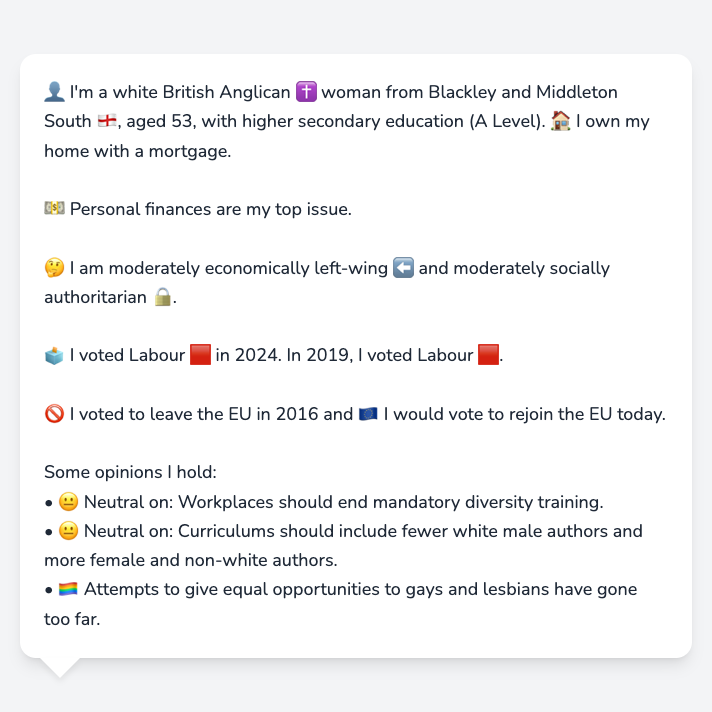 👤 I'm a white British Anglican ✝️ woman from Blackley and Middleton
South 🏴󠁧󠁢󠁥󠁮󠁧󠁿, aged 53, with higher secondary education (A Level). 🏠 I own my
home with a mortgage.
💵 Personal finances are my top issue.
🤔 I am moderately economically left-wing ⬅️ and moderately socially
authoritarian 🔒.
🗳️ I voted Labour 🟥 in 2024. In 2019, I voted Labour 🟥.
🚫 I voted to leave the EU in 2016 and 🇪🇺 I would vote to rejoin the EU today.
Some opinions I hold:
• 😐 Neutral on: Workplaces should end mandatory diversity training.
• 😐 Neutral on: Curriculums should include fewer white male authors and
more female and non-white authors.
• 🏳️‍🌈 Attempts to give equal opportunities to gays and lesbians have gone
too far.